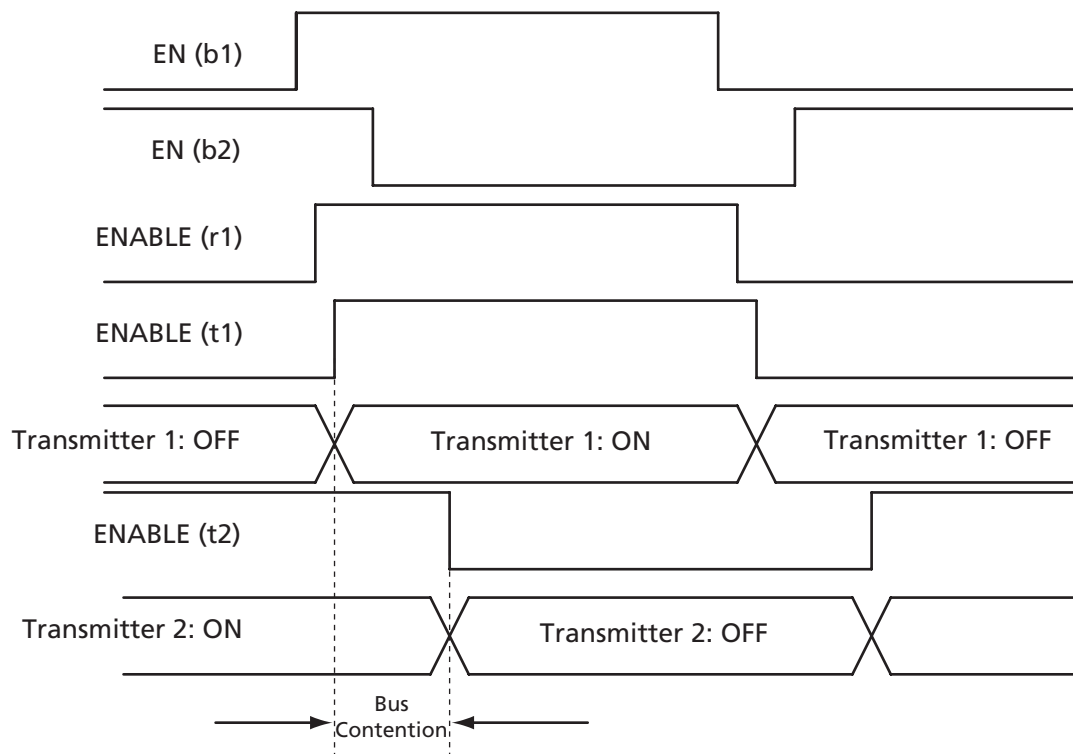 EN (b1)
EN (b2)
ENABLE (r1)
ENABLE (t1)
Transmitter 1: OFF
Transmitter 1: ON
Transmitter 1: OFF
ENABLE (t2)
Transmitter 2: ON
Transmitter 2: OFF
Bus
Contention